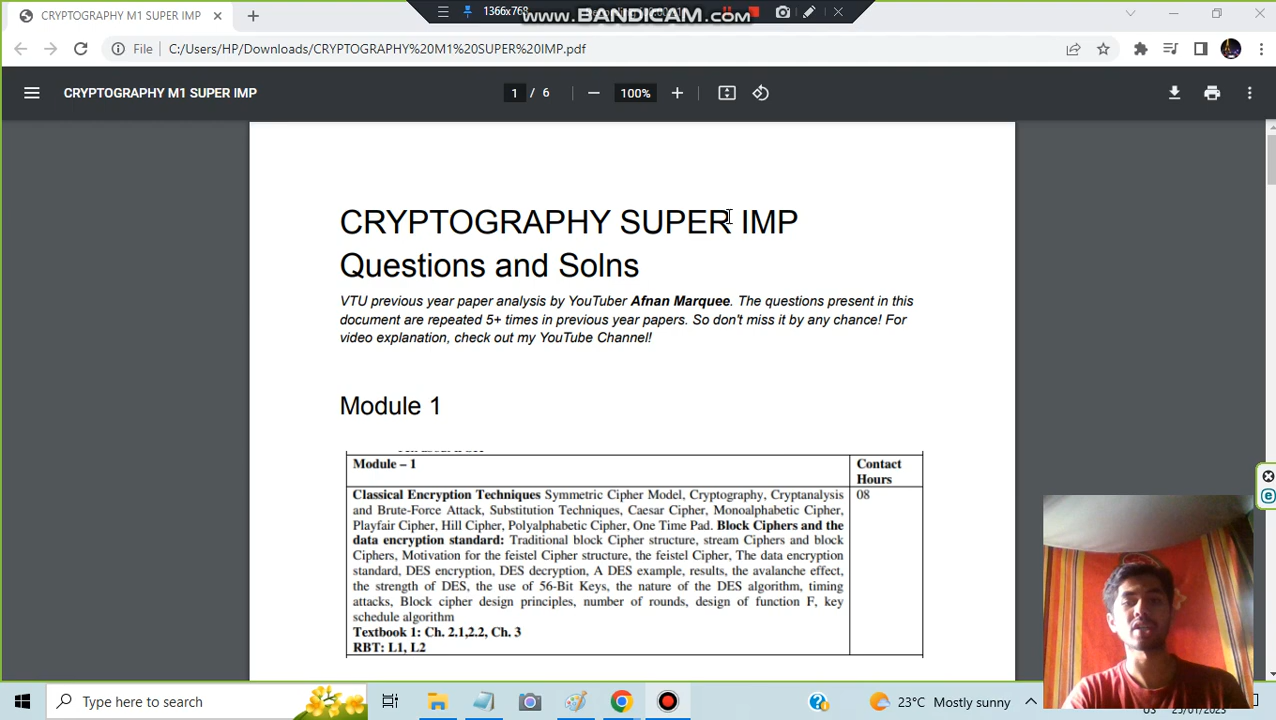 CRYPTOGRAPHY M1 SUPER IMP
1366x768
www.BANDICAM.com
File
C:/Users/HP/Downloads/CRYPTOGRAPHY%20M1%20SUPER%20IMP.pdf
CRYPTOGRAPHY M1 SUPER IMP
1 / 6
100%
CRYPTOGRAPHY SUPER IMP
Questions and Solns
VTU previous year paper analysis by YouTuber Afnan Marquee. The questions present in this
document are repeated 5+ times in previous year papers. So don't miss it by any chance! For
video explanation, check out my YouTube Channel!
Module 1
Module – 1
Contact
Hours
Classical Encryption Techniques Symmetric Cipher Model, Cryptography, Cryptanalysis
08
and Brute-Force Attack, Substitution Techniques, Caesar Cipher, Monoalphabetic Cipher,
Playfair Cipher, Hill Cipher, Polyalphabetic Cipher, One Time Pad. Block Ciphers and the
data encryption standard: Traditional block Cipher structure, stream Ciphers and block
Ciphers, Motivation for the feistel Cipher structure, the feistel Cipher, The data encryption
standard, DES encryption, DES decryption, A DES example, results, the avalanche effect,
the strength of DES, the use of 56-Bit Keys, the nature of the DES algorithm, timing
attacks, Block cipher design principles, number of rounds, design of function F, key
schedule algorithm
Textbook 1: Ch. 2.1,2.2, Ch. 3
RBT: L1, L2
Type here to search
23°C Mostly sunny